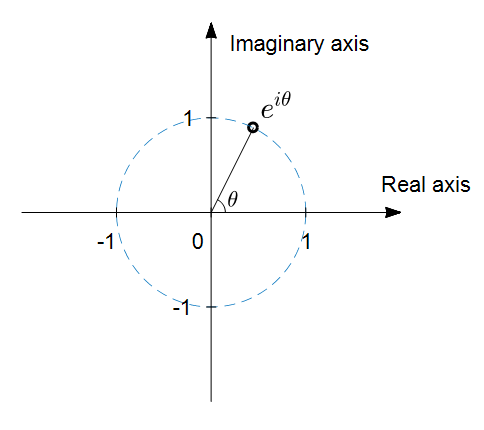 Imaginary axis
e^{iθ}
1
Real axis
θ
-1 0 1
-1